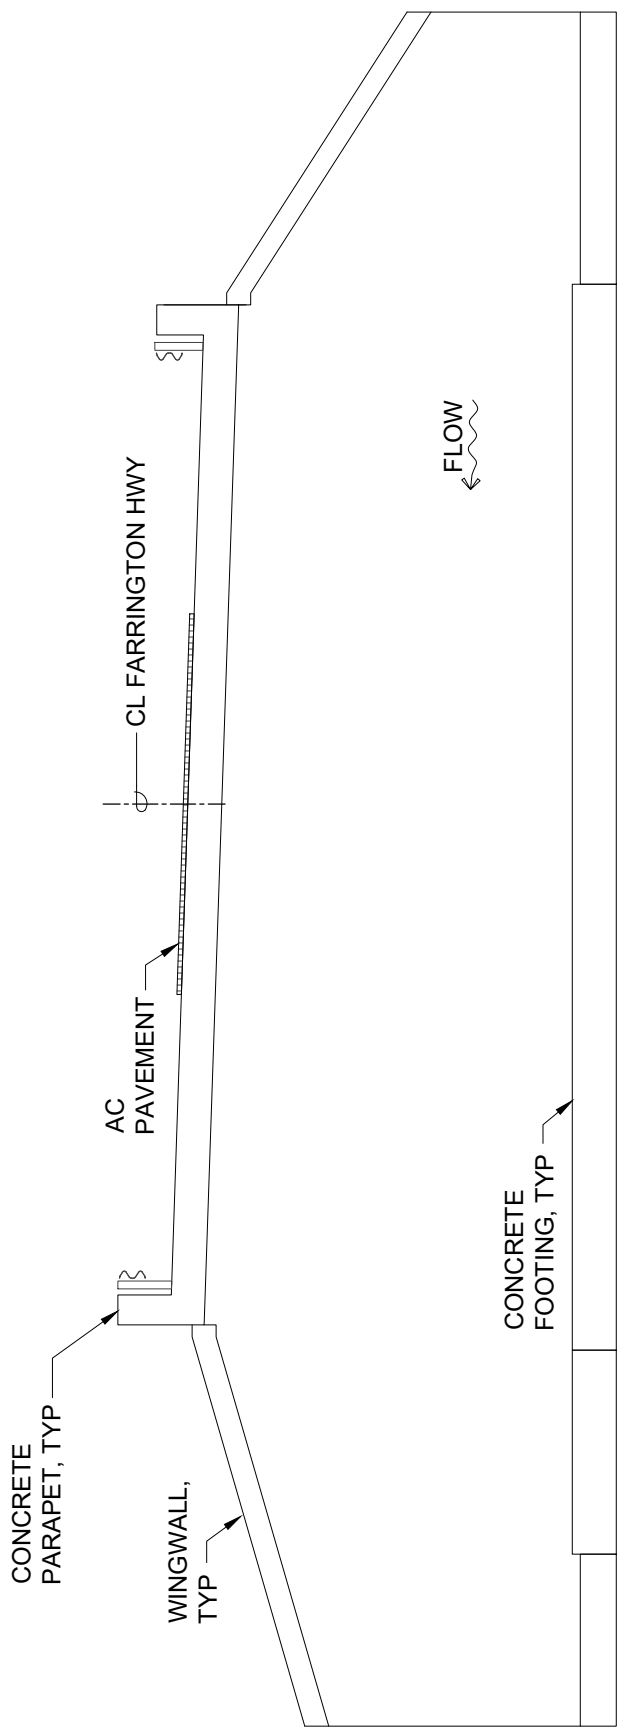 CONCRETE
PARAPET, TYP
WINGWALL,
TYP
AC
PAVEMENT
CL FARRINGTON HWY
CONCRETE
FOOTING, TYP
FLOW